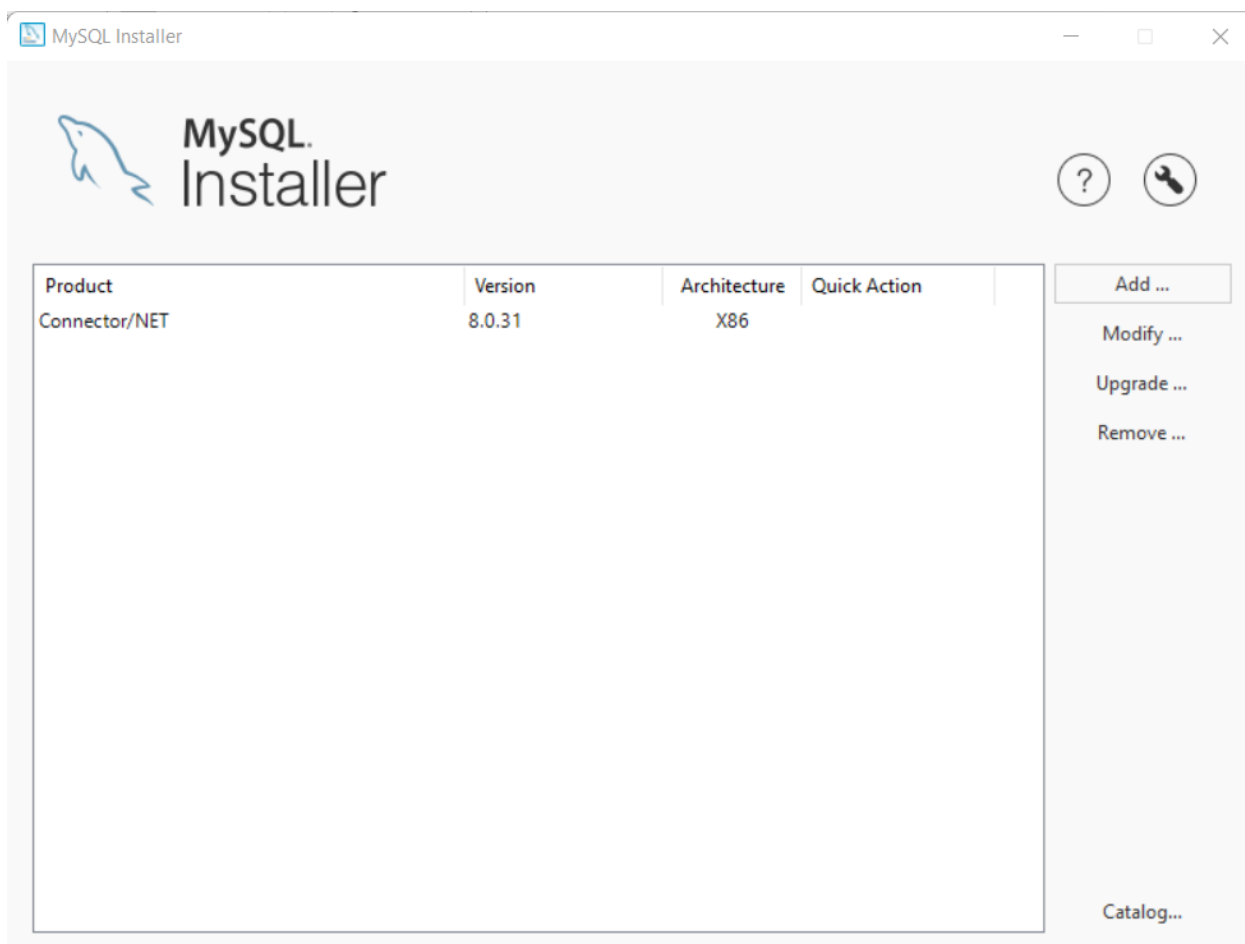 MySQL Installer
MySQL.
Installer
?
Product Version Architecture Quick Action
Connector/NET 8.0.31 X86
Add ...
Modify ...
Upgrade ...
Remove ...
Catalog...